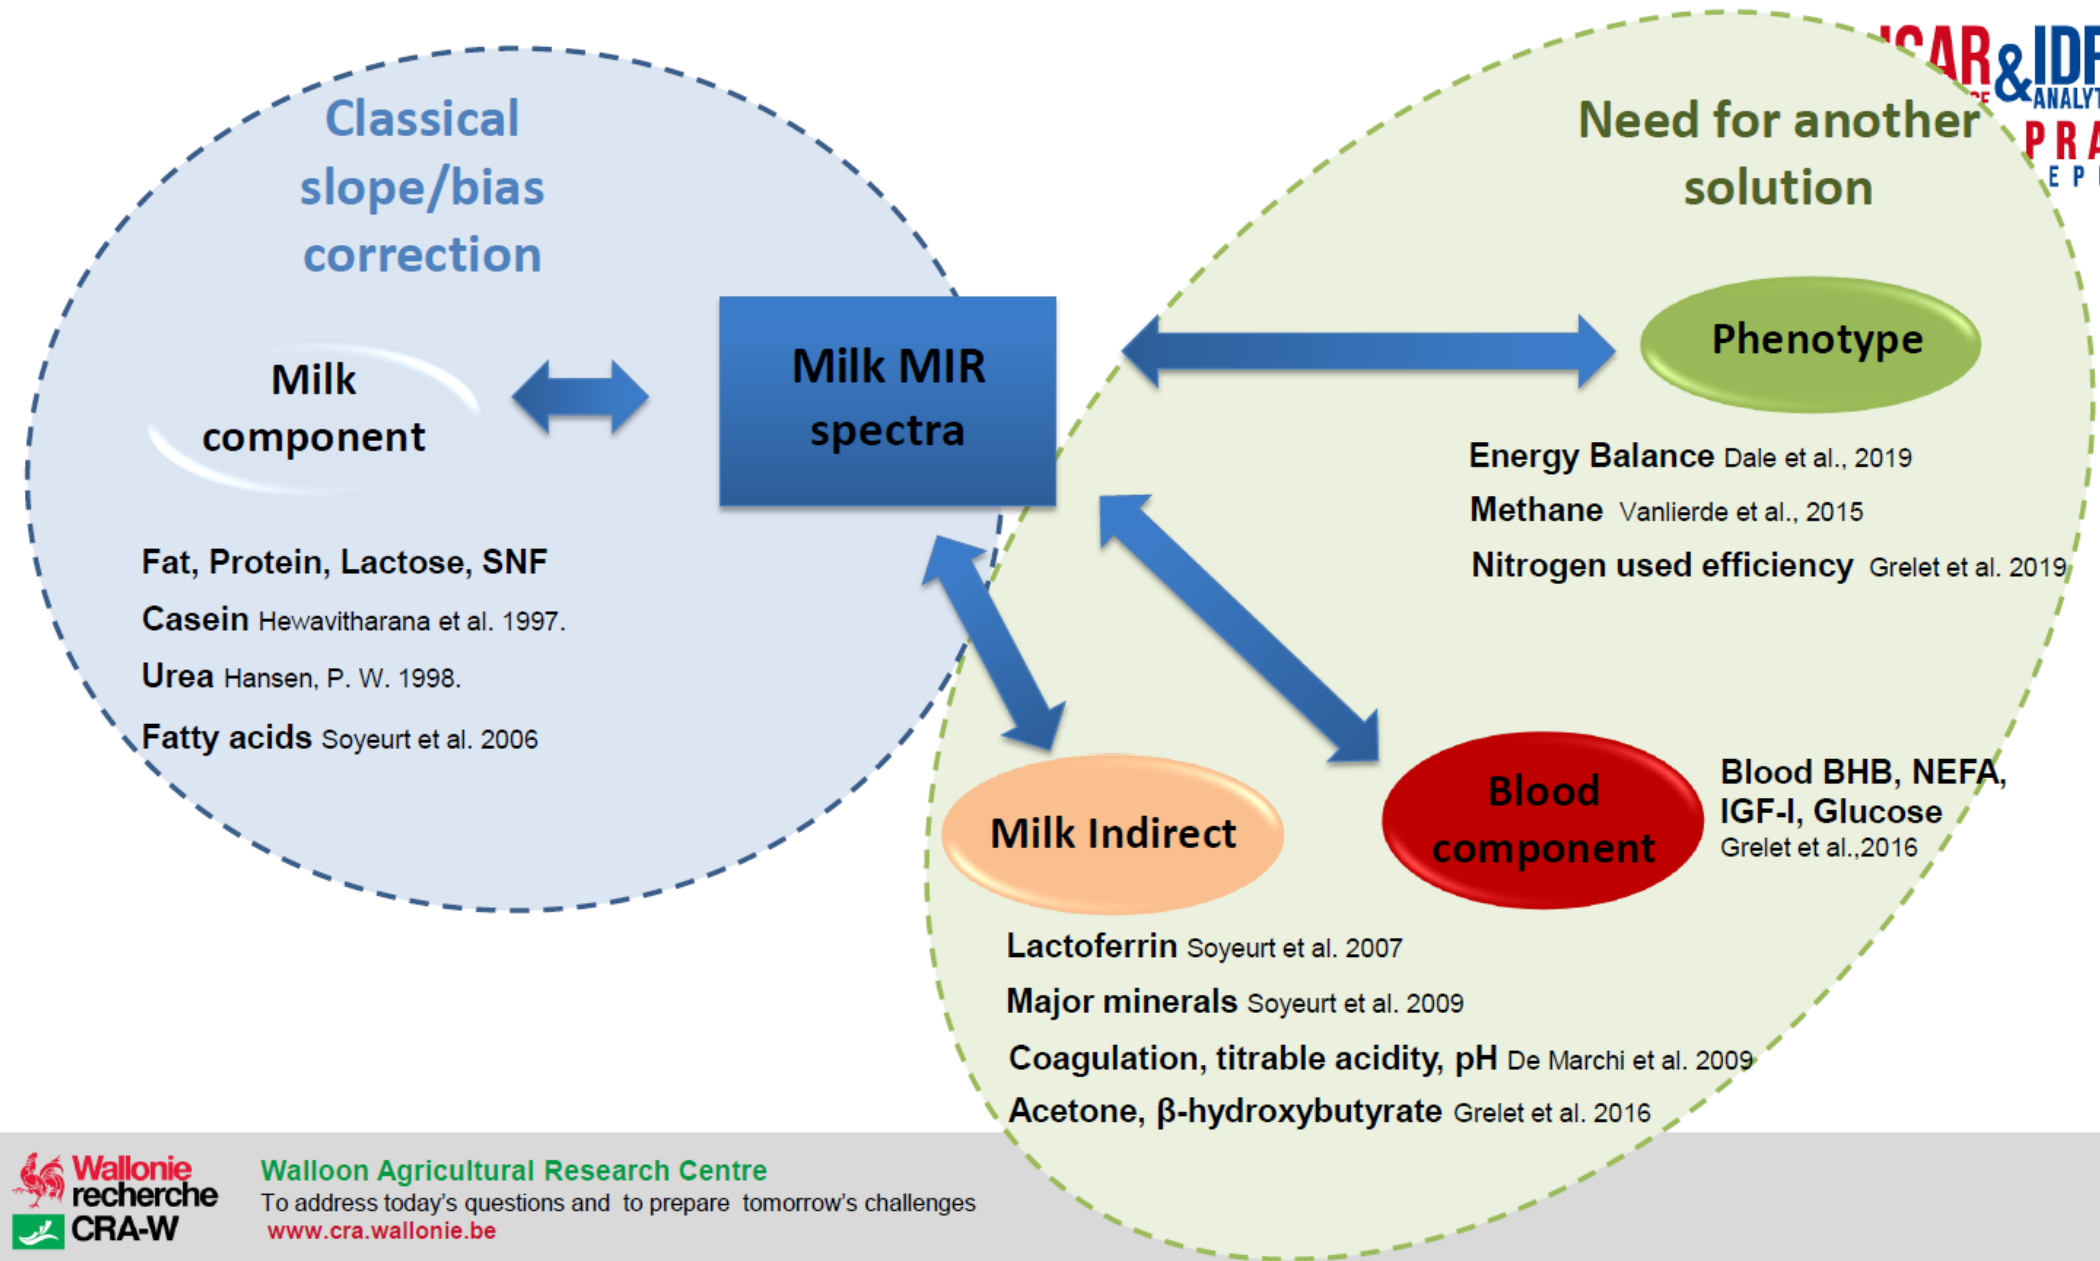 Classical
slope/bias
correction
Need for another
solution
&
Milk
component
Milk MIR
spectra
Phenotype
Energy Balance Dale et al., 2019
Methane Vanlierde et al., 2015
Nitrogen used efficiency Grelet et al. 2019
Fat, Protein, Lactose, SNF
Casein Hewavitharana et al. 1997.
Urea Hansen, P. W. 1998.
Fatty acids Soyeurt et al. 2006
Milk Indirect
Blood
component
Blood BHB, NEFA,
IGF-I, Glucose
Grelet et al.,2016
Lactoferrin Soyeurt et al. 2007
Major minerals Soyeurt et al. 2009
Coagulation, titrable acidity, pH De Marchi et al. 2009
Acetone, β-hydroxybutyrate Grelet et al. 2016
Wallonie
recherche
CRA-W
Walloon Agricultural Research Centre
To address today's questions and to prepare tomorrow's challenges
www.cra.wallonie.be